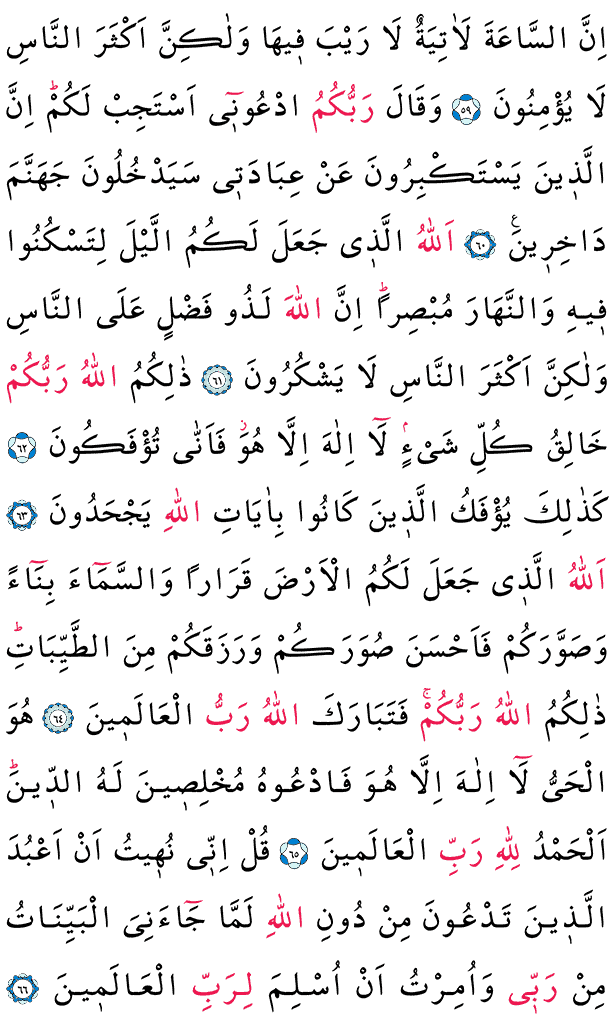 اِنَّ السَّاعَةَ لَاٰتِيَةٌ لَا رَيْبَ ف۪يهَا وَلٰكِنَّ اَكْثَرَ النَّاسِ
لَا يُؤْمِنُونَ ﴿٥٩﴾ وَقَالَ رَبُّكُمُ ادْعُون۪ٓي اَسْتَجِبْ لَكُمْۜ اِنَّ
الَّذ۪ينَ يَسْتَكْبِرُونَ عَنْ عِبَادَت۪ي سَيَدْخُلُونَ جَهَنَّمَ
دَاخِر۪ينَ۟ ﴿٦٠﴾ اَللّٰهُ الَّذ۪ي جَعَلَ لَكُمُ الَّيْلَ لِتَسْكُنُوا
ف۪يهِ وَالنَّهَارَ مُبْصِرًاۜ اِنَّ اللّٰهَ لَذُو فَضْلٍ عَلَى النَّاسِ
وَلٰكِنَّ اَكْثَرَ النَّاسِ لَا يَشْكُرُونَ ﴿٦١﴾ ذٰلِكُمُ اللّٰهُ رَبُّكُمْ
خَالِقُ كُلِّ شَيْءٍۢ لَٓا اِلٰهَ اِلَّا هُوَۘ فَاَنّٰى تُؤْفَكُونَ ﴿٦٢﴾
كَذٰلِكَ يُؤْفَكُ الَّذ۪ينَ كَانُوا بِاٰيَاتِ اللّٰهِ يَجْحَدُونَ ﴿٦٣﴾
اَللّٰهُ الَّذ۪ي جَعَلَ لَكُمُ الْاَرْضَ قَرَارًا وَالسَّمَٓاءَ بِنَٓاءً
وَصَوَّرَكُمْ فَاَحْسَنَ صُوَرَكُمْ وَرَزَقَكُمْ مِنَ الطَّيِّبَاتِۜ
ذٰلِكُمُ اللّٰهُ رَبُّكُمْۚ فَتَبَارَكَ اللّٰهُ رَبُّ الْعَالَم۪ينَ ﴿٦٤﴾ هُوَ
الْحَيُّ لَٓا اِلٰهَ اِلَّا هُوَ فَادْعُوهُ مُخْلِص۪ينَ لَهُ الدّ۪ينَۜ
اَلْحَمْدُ لِلّٰهِ رَبِّ الْعَالَم۪ينَ ﴿٦٥﴾ قُلْ اِنّ۪ي نُه۪يتُ اَنْ اَعْبُدَ
الَّذ۪ينَ تَدْعُونَ مِنْ دُونِ اللّٰهِ لَمَّا جَٓاءَنِيَ الْبَيِّنَاتُ
مِنْ رَبّ۪ي وَاُمِرْتُ اَنْ اُسْلِمَ لِرَبِّ الْعَالَم۪ينَ ﴿٦٦﴾